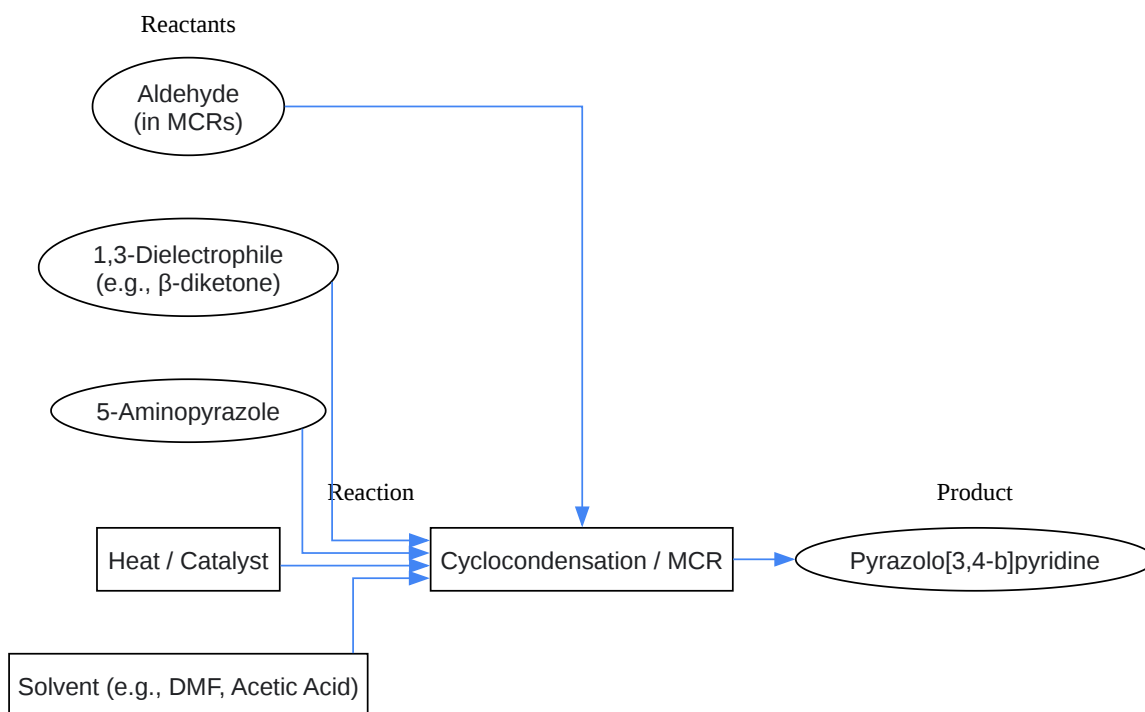 Reactants
Aldehyde
(in MCRs)
1,3-Dielectrophile
(e.g., β-diketone)
5-Aminopyrazole
Reaction
Product
Heat / Catalyst
Cyclocondensation / MCR
Pyrazolo[3,4-b]pyridine
Solvent (e.g., DMF, Acetic Acid)